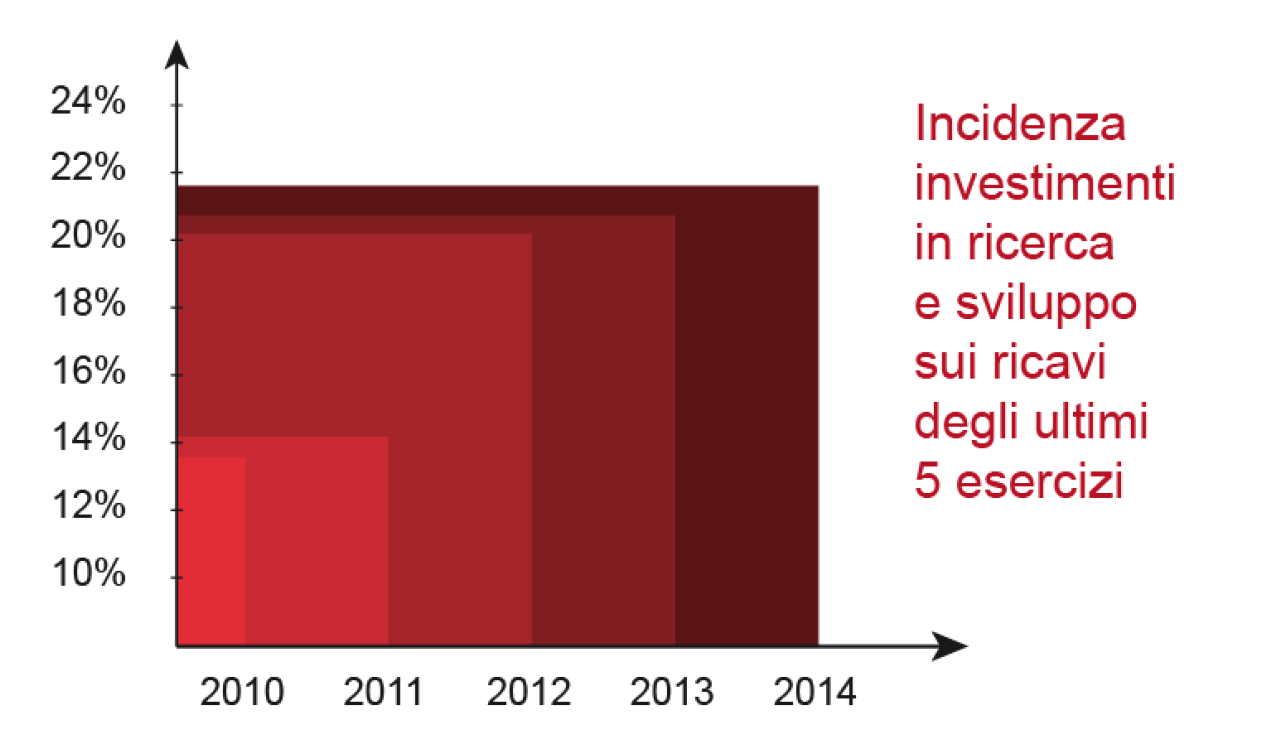 24%
22%
20%
18%
16%
14%
12%
10%
2010 2011 2012 2013 2014
Incidenza
investimenti
in ricerca
e sviluppo
sui ricavi
degli ultimi
5 esercizi